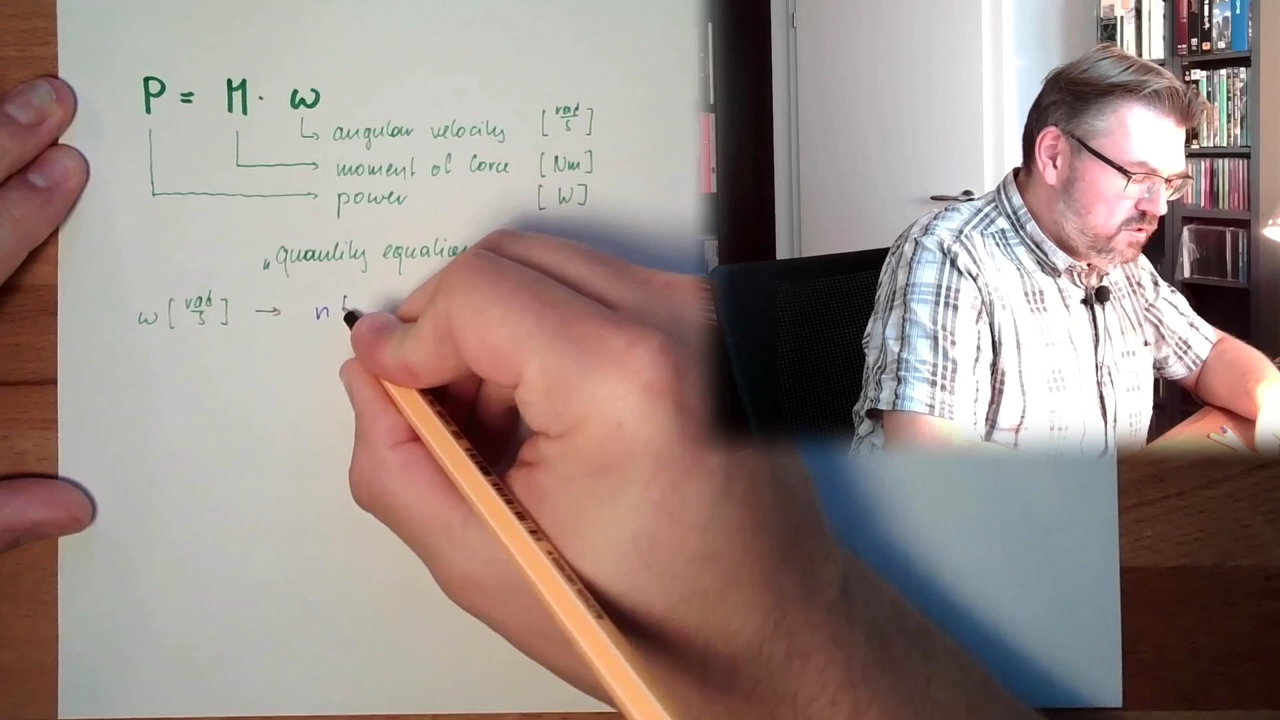 P = M · ω
angular velocity [rad/s]
moment of force [Nm]
power [W]
„quantity equation
ω [rad/s] → n [